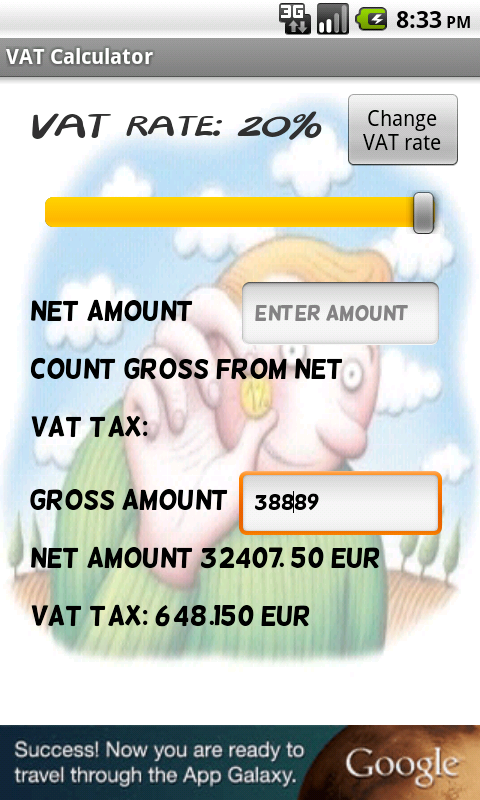 3G 8:33 PM
VAT Calculator
VAT RATE: 20%
Change
VAT rate
NET AMOUNT ENTER AMOUNT
COUNT GROSS FROM NET
VAT TAX:
GROSS AMOUNT 38889
NET AMOUNT 32407.50 EUR
VAT TAX: 648.150 EUR
Success! Now you are ready to
travel through the App Galaxy.
Google